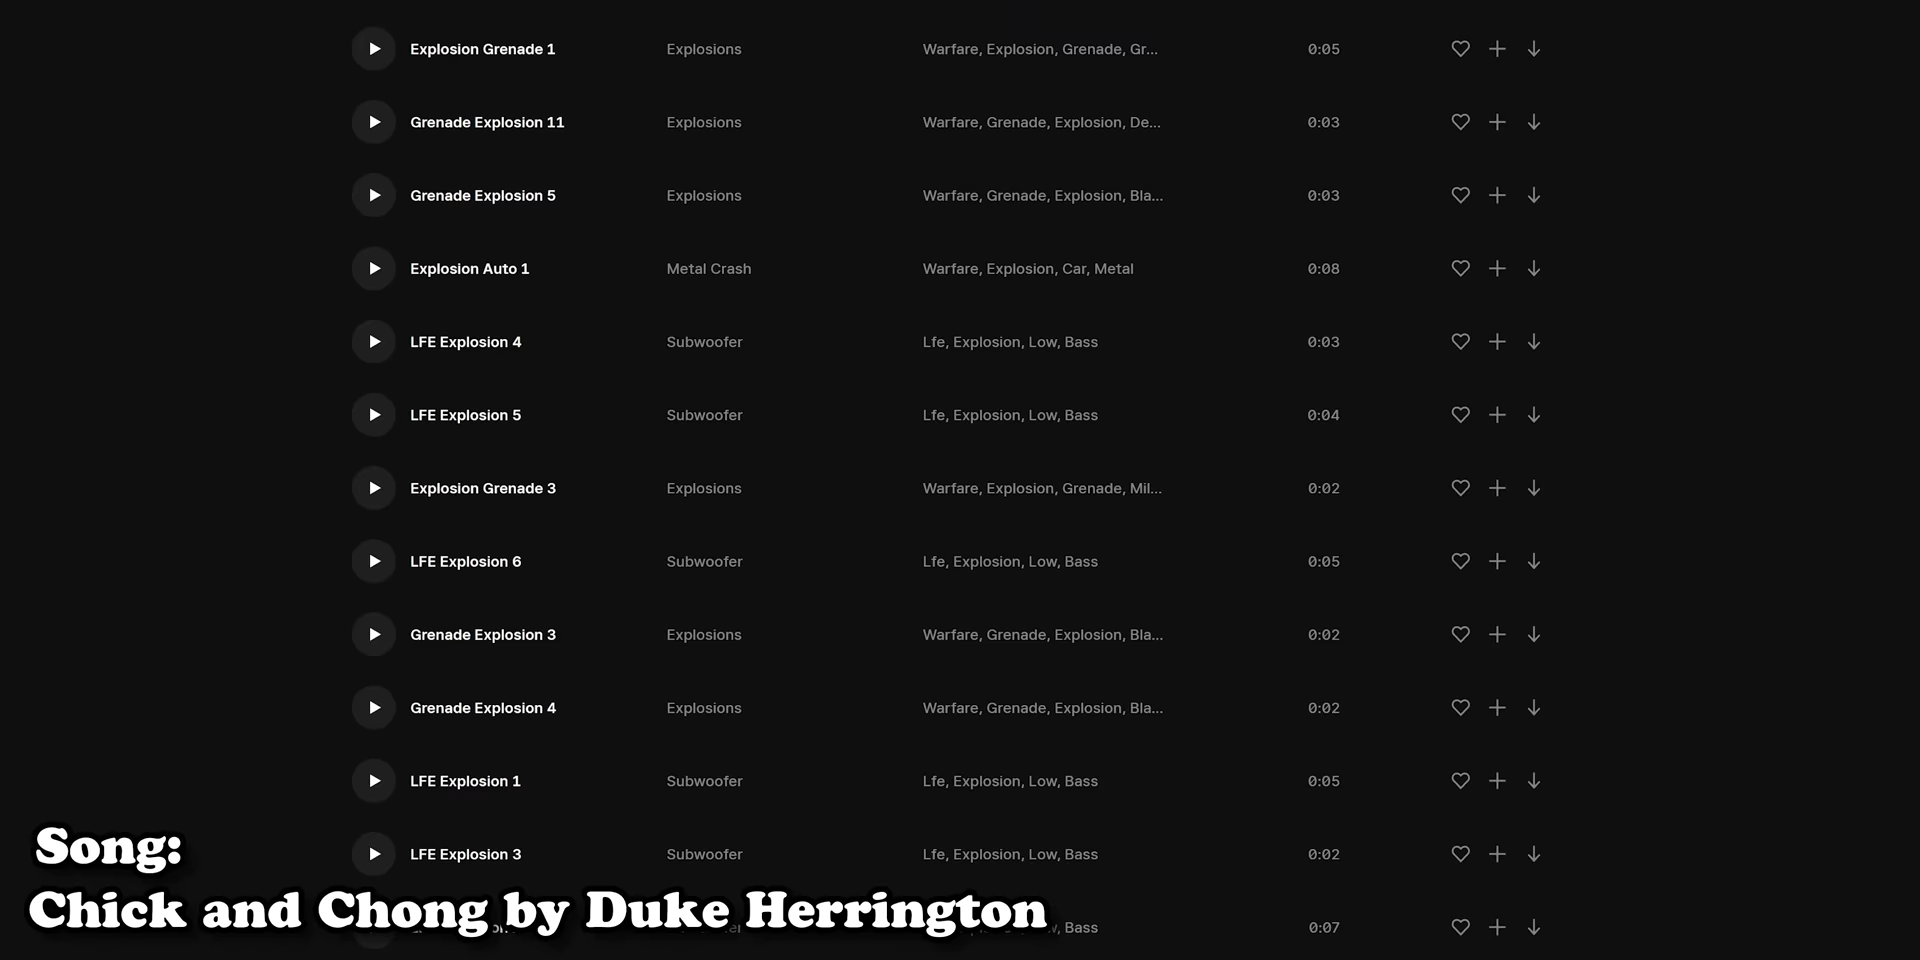 Explosion Grenade 1 Explosions Warfare, Explosion, Grenade, Gr... 0:05
Grenade Explosion 11 Explosions Warfare, Grenade, Explosion, De... 0:03
Grenade Explosion 5 Explosions Warfare, Grenade, Explosion, Bla... 0:03
Explosion Auto 1 Metal Crash Warfare, Explosion, Car, Metal 0:08
LFE Explosion 4 Subwoofer Lfe, Explosion, Low, Bass 0:03
LFE Explosion 5 Subwoofer Lfe, Explosion, Low, Bass 0:04
Explosion Grenade 3 Explosions Warfare, Explosion, Grenade, Mil... 0:02
LFE Explosion 6 Subwoofer Lfe, Explosion, Low, Bass 0:05
Grenade Explosion 3 Explosions Warfare, Grenade, Explosion, Bla... 0:02
Grenade Explosion 4 Explosions Warfare, Grenade, Explosion, Bla... 0:02
LFE Explosion 1 Subwoofer Lfe, Explosion, Low, Bass 0:05
LFE Explosion 3 Subwoofer Lfe, Explosion, Low, Bass 0:02
Bass 0:07
Song:
Chick and Chong by Duke Herrington